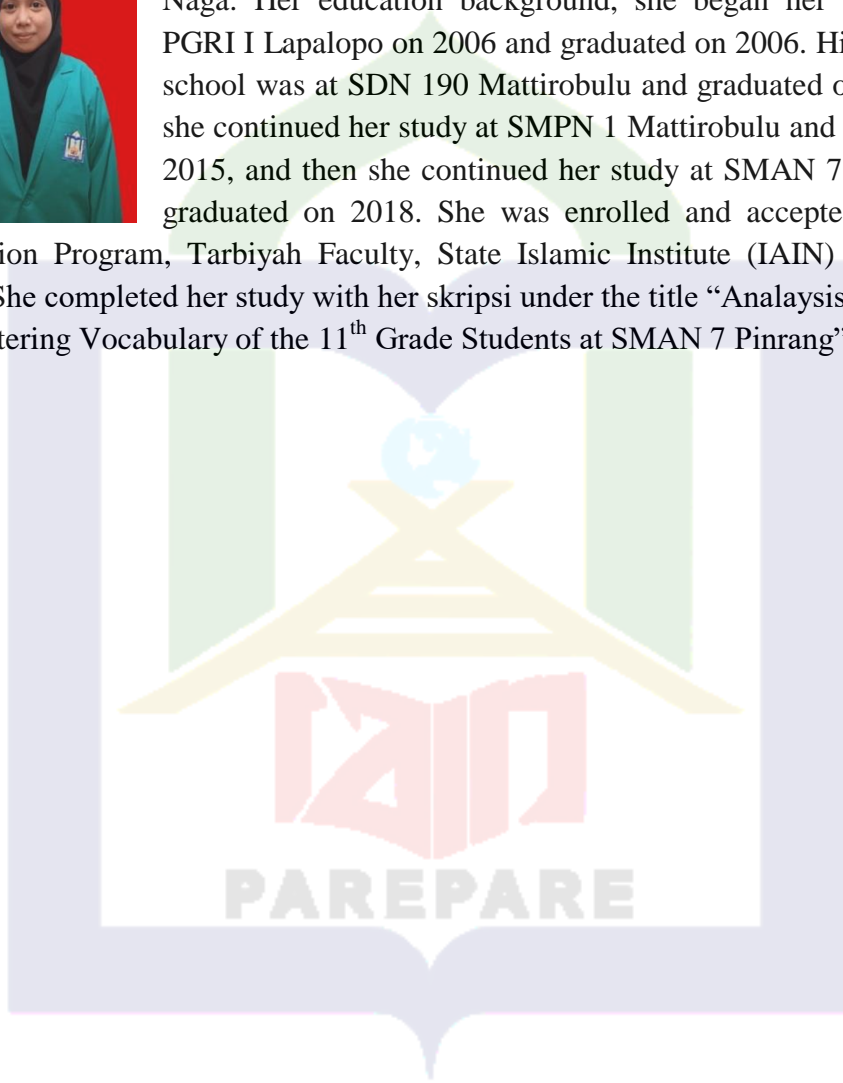 Naga. Her education background, she began her
PGRI I Lapalopo on 2006 and graduated on 2006. Hi
school was at SDN 190 Mattirobulu and graduated o
she continued her study at SMPN 1 Mattirobulu and
2015, and then she continued her study at SMAN 7
graduated on 2018. She was enrolled and accepte
ion Program, Tarbiyah Faculty, State Islamic Institute (IAIN)
She completed her study with her skripsi under the title “Analaysis
tering Vocabulary of the 11th Grade Students at SMAN 7 Pinrang”
IAIN
PAREPARE